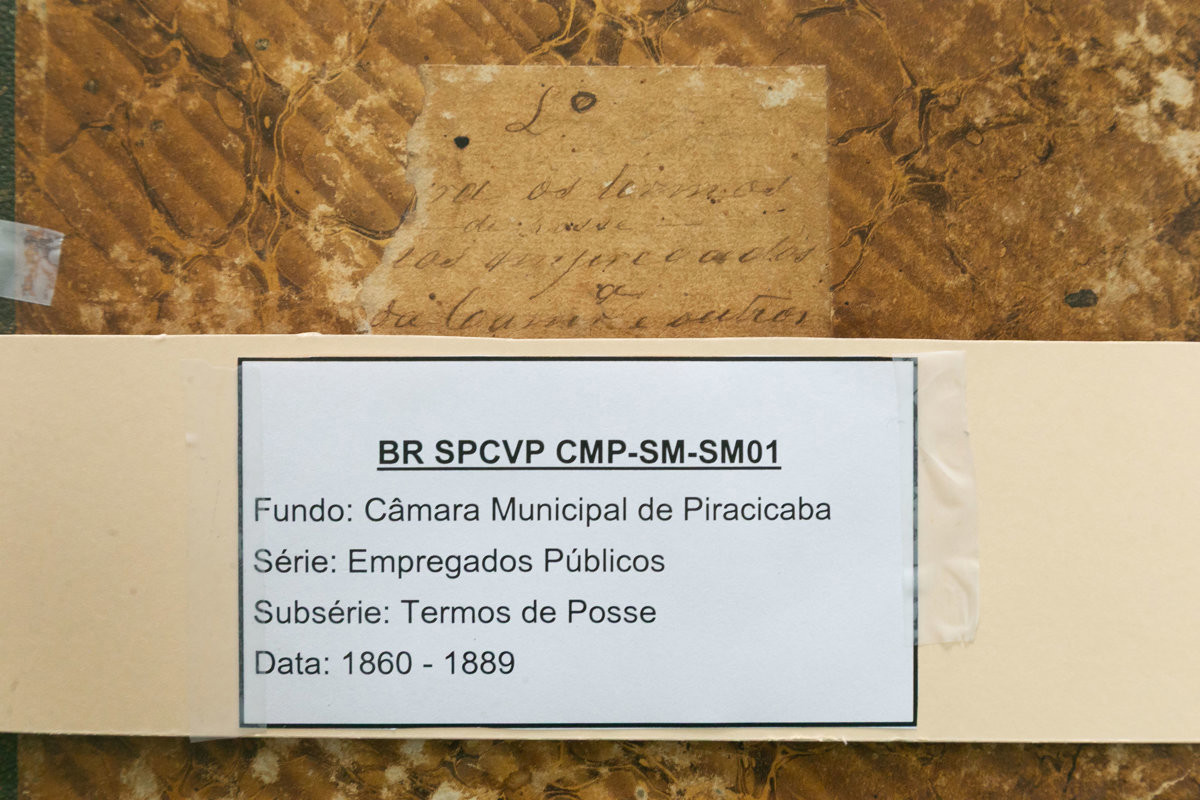 L o
ra os termos
de posse
dos empregados
da Camara e outros
BR SPCVP CMP-SM-SM01
Fundo: Câmara Municipal de Piracicaba
Série: Empregados Públicos
Subsérie: Termos de Posse
Data: 1860 - 1889